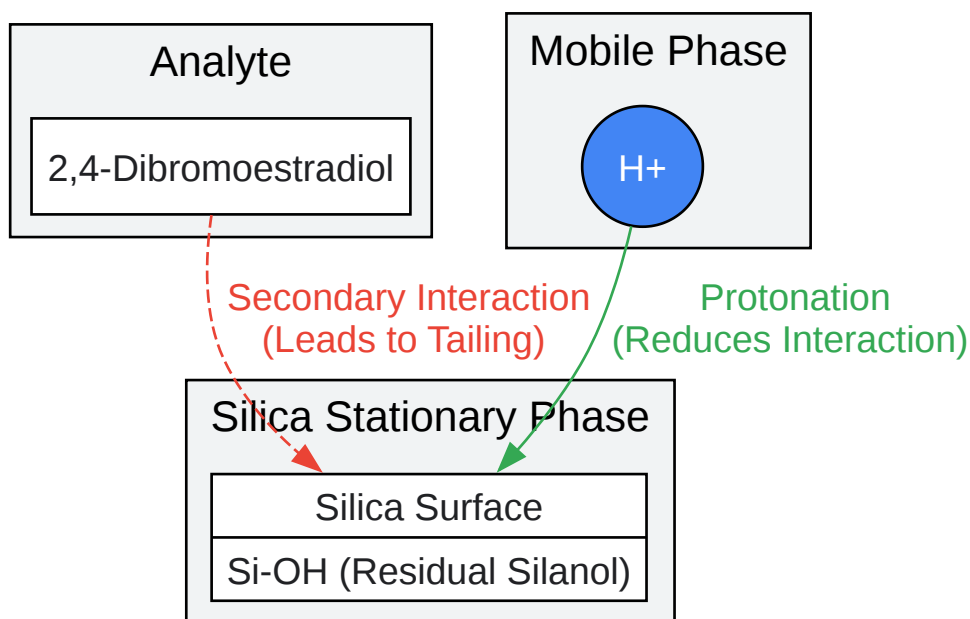 Analyte
2,4-Dibromoestradiol
Mobile Phase
H+
Secondary Interaction
(Leads to Tailing)
Protonation
(Reduces Interaction)
Silica Stationary Phase
Silica Surface
Si-OH (Residual Silanol)